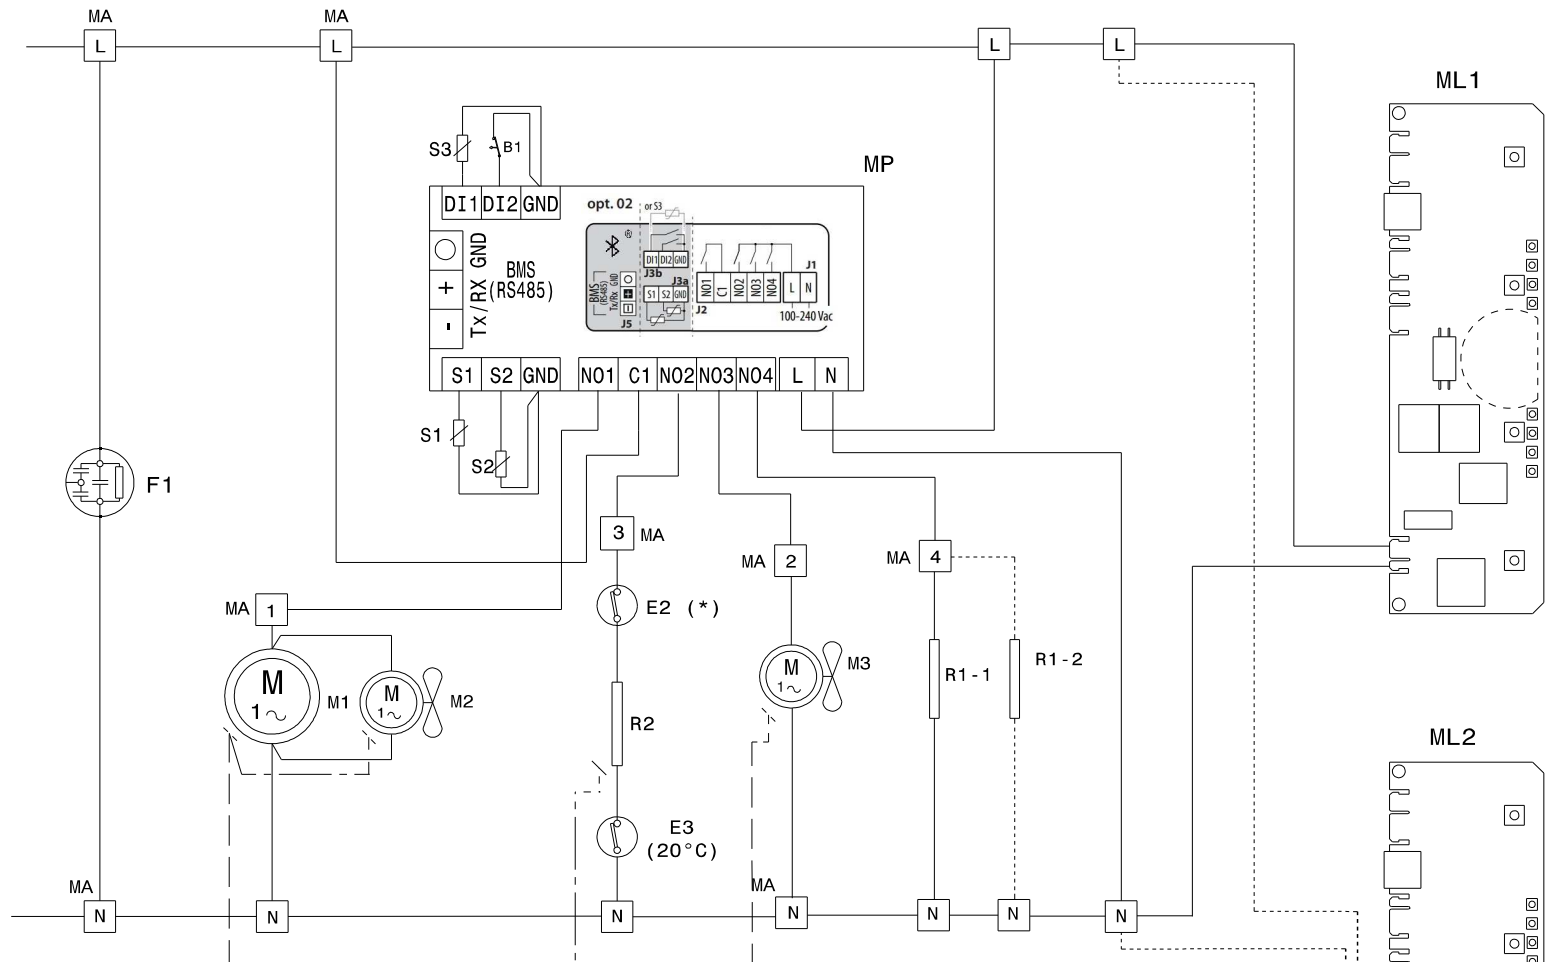 MA
MA
L
L
L
L
ML1
S3
B1
MP
DI1 DI2 GND
opt. 02
or S3
®
Tx/RX GND
BMS
(RS485)
+
-
DI1 DI2 GND
J3b
J3a
J1
BMS
(RS485)
Tx/Rx GND
S1 S2 GND
NO1 C1 NO2 NO3 NO4
L N
J2
J5
100-240 Vac
S1 S2 GND NO1 C1 NO2 NO3 NO4 L N
S1
S2
F1
3 MA
MA 2
MA 4
MA 1
E2 (*)
M
1~
M1
M
1~
M2
R2
M
1~
M3
R1-1
R1-2
ML2
E3
(20°C)
MA
MA
N
N
N
N
N
N
N